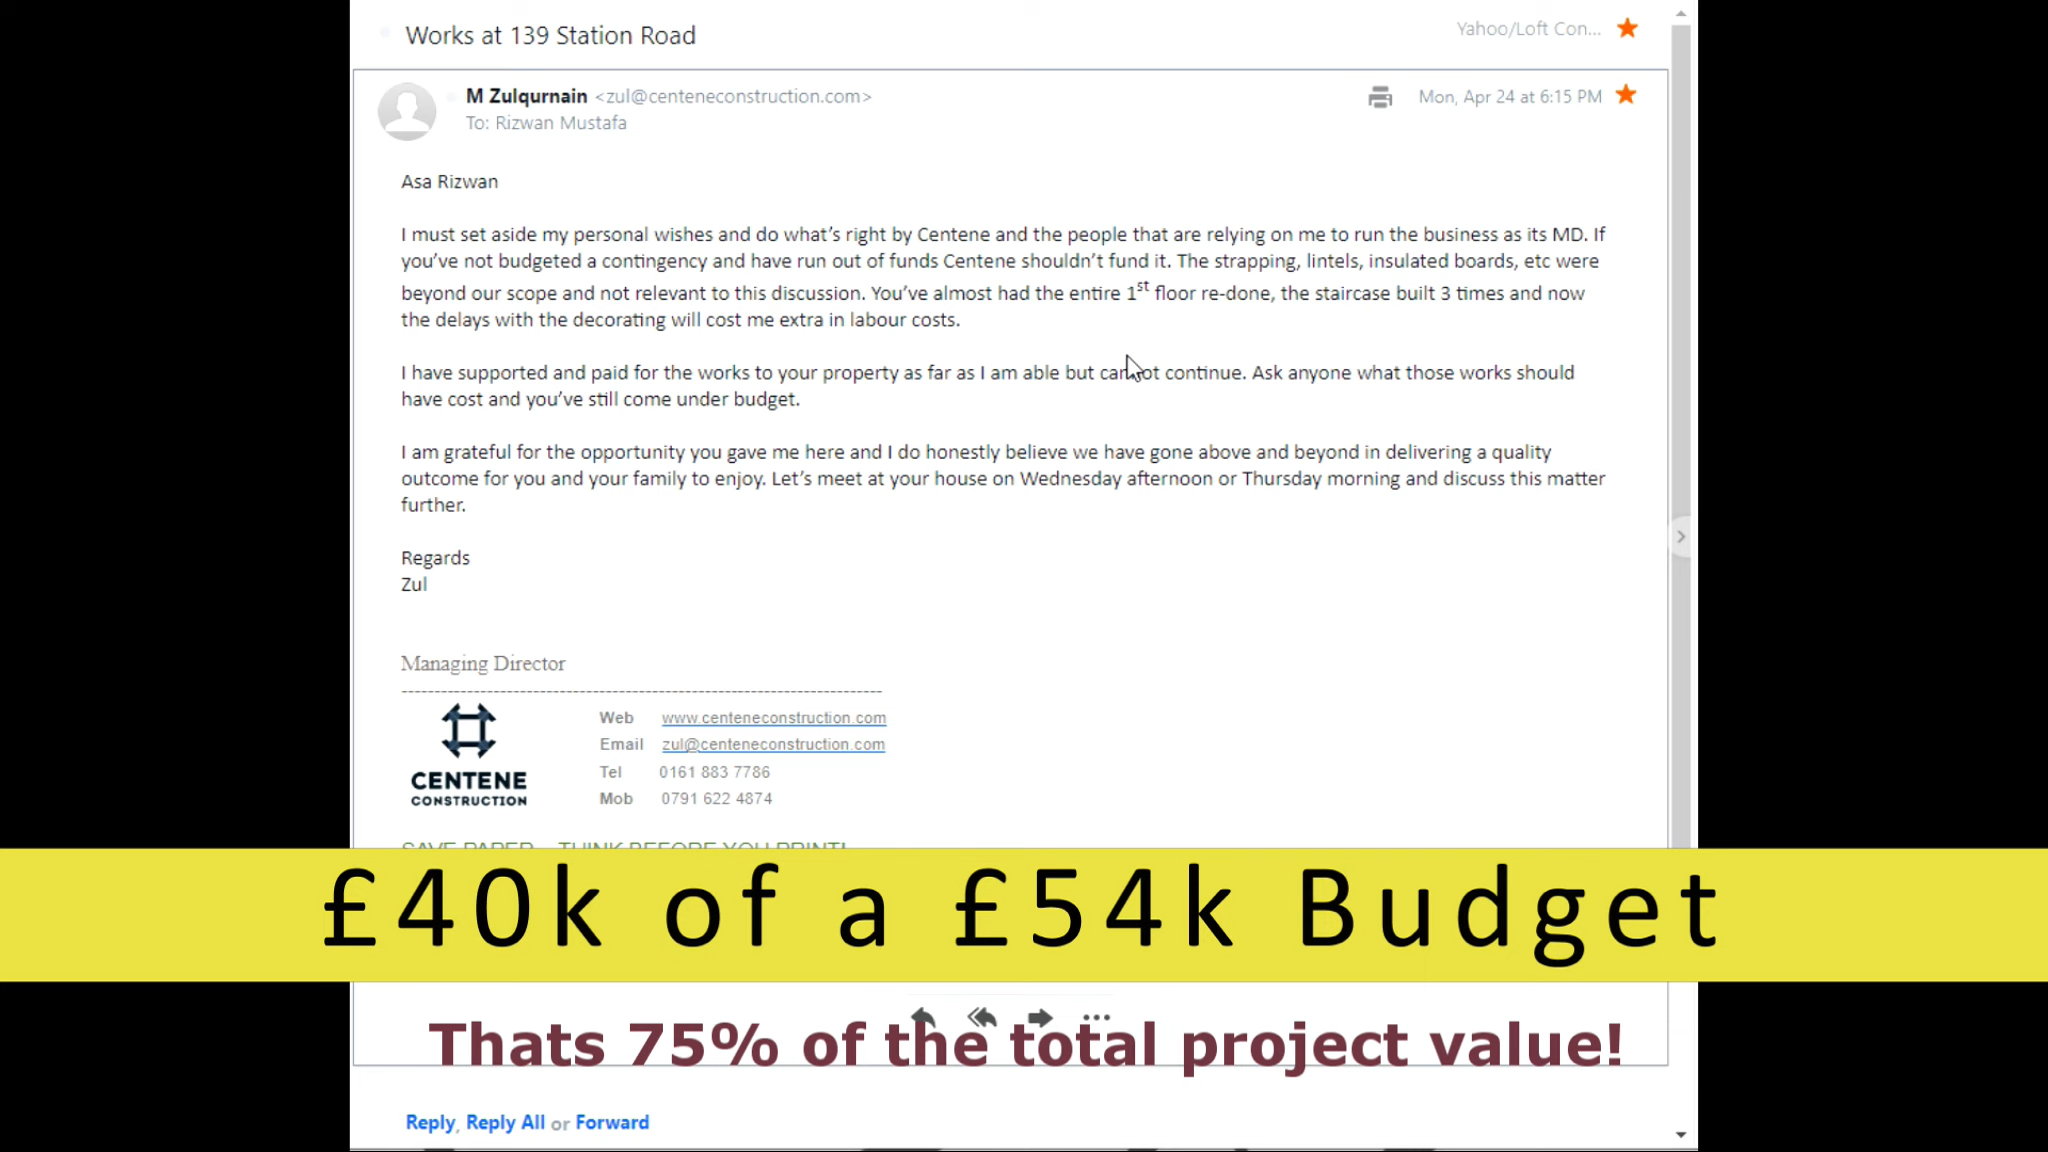 Works at 139 Station Road
Yahoo/Loft Con...
M Zulqurnain <zul@centeneconstruction.com>
Mon, Apr 24 at 6:15 PM
To: Rizwan Mustafa
Asa Rizwan
I must set aside my personal wishes and do what's right by Centene and the people that are relying on me to run the business as its MD. If
you've not budgeted a contingency and have run out of funds Centene shouldn't fund it. The strapping, lintels, insulated boards, etc were
beyond our scope and not relevant to this discussion. You've almost had the entire 1st floor re-done, the staircase built 3 times and now
the delays with the decorating will cost me extra in labour costs.
I have supported and paid for the works to your property as far as I am able but cannot continue. Ask anyone what those works should
have cost and you've still come under budget.
I am grateful for the opportunity you gave me here and I do honestly believe we have gone above and beyond in delivering a quality
outcome for you and your family to enjoy. Let's meet at your house on Wednesday afternoon or Thursday morning and discuss this matter
further.
Regards
Zul
Managing Director
CENTENE
CONSTRUCTION
Web www.centeneconstruction.com
Email zul@centeneconstruction.com
Tel 0161 883 7786
Mob 0791 622 4874
SAVE PAPER - THINK BEFORE YOU PRINT!
£40k of a £54k Budget
Thats 75% of the total project value!
Reply, Reply All or Forward